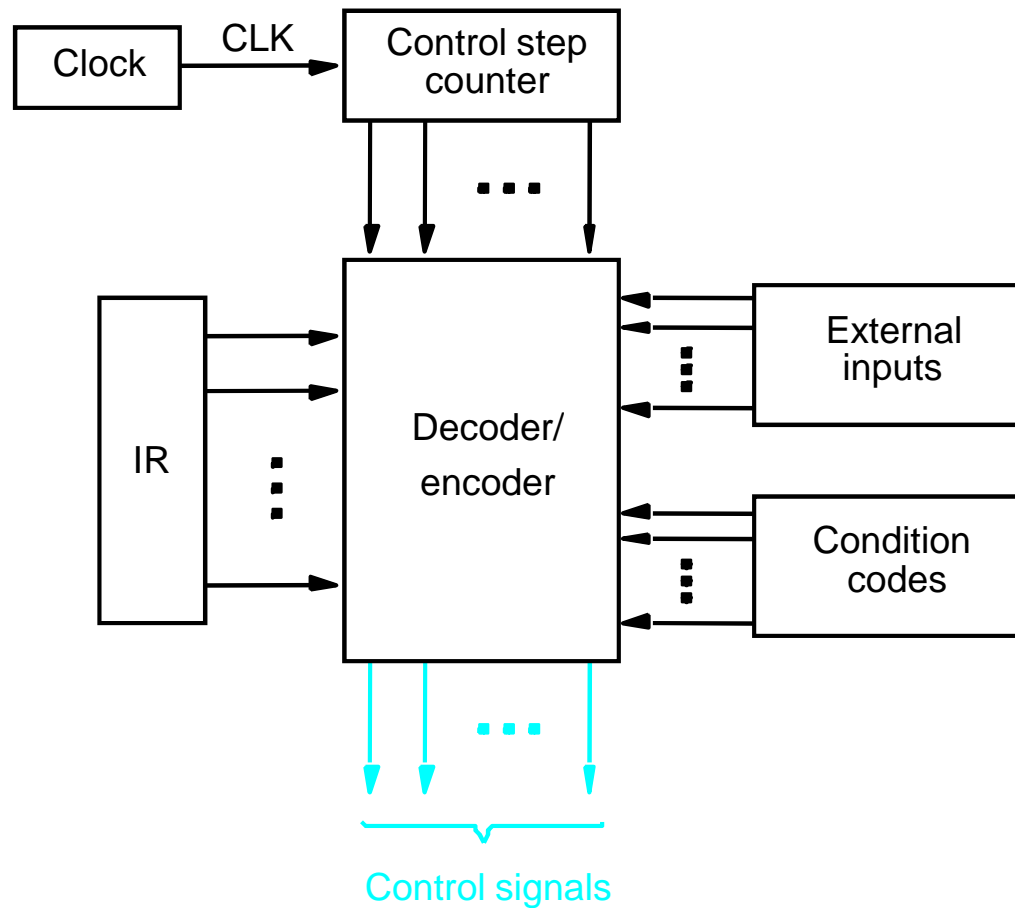 Clock
CLK
Control step
counter
IR
Decoder/
encoder
External
inputs
Condition
codes
Control signals